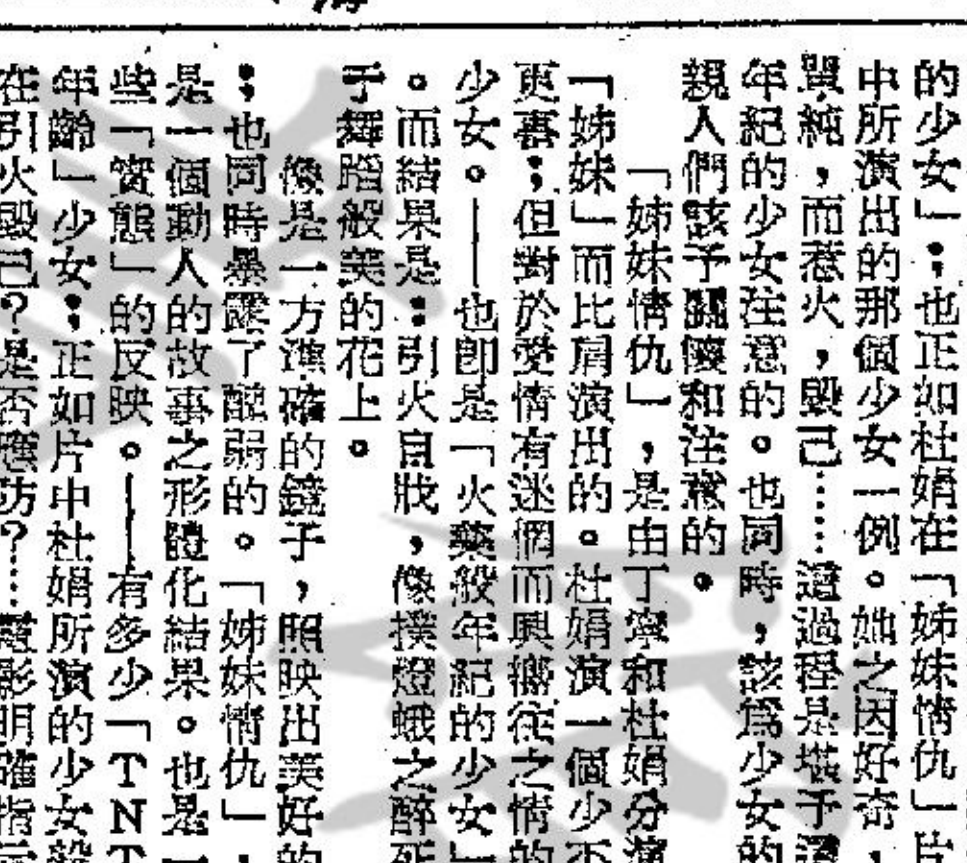 的少女」；也正如杜娟在「姊妹情仇」片
中所演出的那個少女一例。她之因好奇，
單純，而惹火，毀己……這過程是堪予
年紀的少女注意的。也同時，該爲少女的
親人們該予關懷和注意的。
「姊妹情仇」，是由丁寧和杜娟分演
「姊妹」而比肩演出的。杜娟演一個少不
更事；但對於愛情有迷惘而興嚮往之情的
少女。——也卽是「火藥般年紀的少女」
。而結果是：引火自戕，像撲燈蛾之醉死
于舞蹈般美的花上。
像是一方準確的鏡子，照映出美好的
；也同時暴露了醜弱的。「姊妹情仇」，
是一個動人的故事之形體化結果。也是一
些「實態」的反映。——有多少「TNT
年齡」少女：正如片中杜娟所演的少女般
在引火毀己？是否應防？……電影明確指示